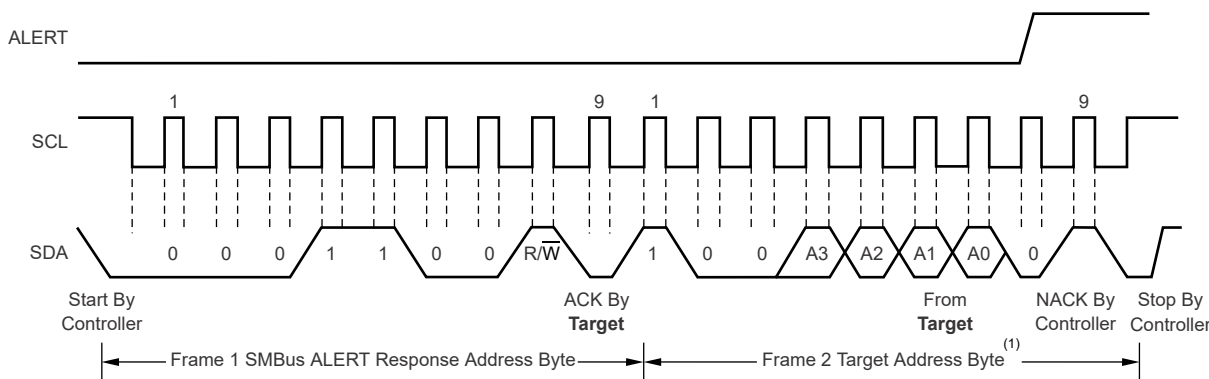 ALERT
1 9 1 9
SCL
SDA
0 0 0 1 1 0 0 R/W̅ 1 0 0 A3 A2 A1 A0 0
Start By
Controller
ACK By
Target
From
Target
NACK By
Controller
Stop By
Controller
Frame 1 SMBus ALERT Response Address Byte
Frame 2 Target Address Byte(1)